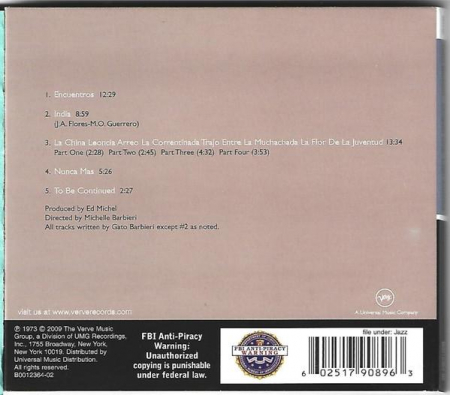 1. Encuentros 12:29
2. India 8:59
(J.A. Flores-M.O. Guerrero)
3. La China Leoncia Arreo La Correntinada Trajo Entre La Muchachada La Flor De La Juventud 13:34
Part One (2:28) Part Two (2:45) Part Three (4:32) Part Four (3:53)
4. Nunca Mas 5:26
5. To Be Continued 2:27
Produced by Ed Michel
Directed by Michelle Barbieri
All tracks written by Gato Barbieri except #2 as noted.
visit us at www.ververecords.com
A Universal Music Company
℗ 1973 © 2009 The Verve Music
Group, a Division of UMG Recordings,
Inc., 1755 Broadway, New York,
New York 10019. Distributed by
Universal Music Distribution.
B0012364-02
FBI Anti-Piracy
Warning:
Unauthorized
copying is punishable
under federal law.
FBI ANTI-PIRACY
WARNING
file under: Jazz
6 02517 90896 3